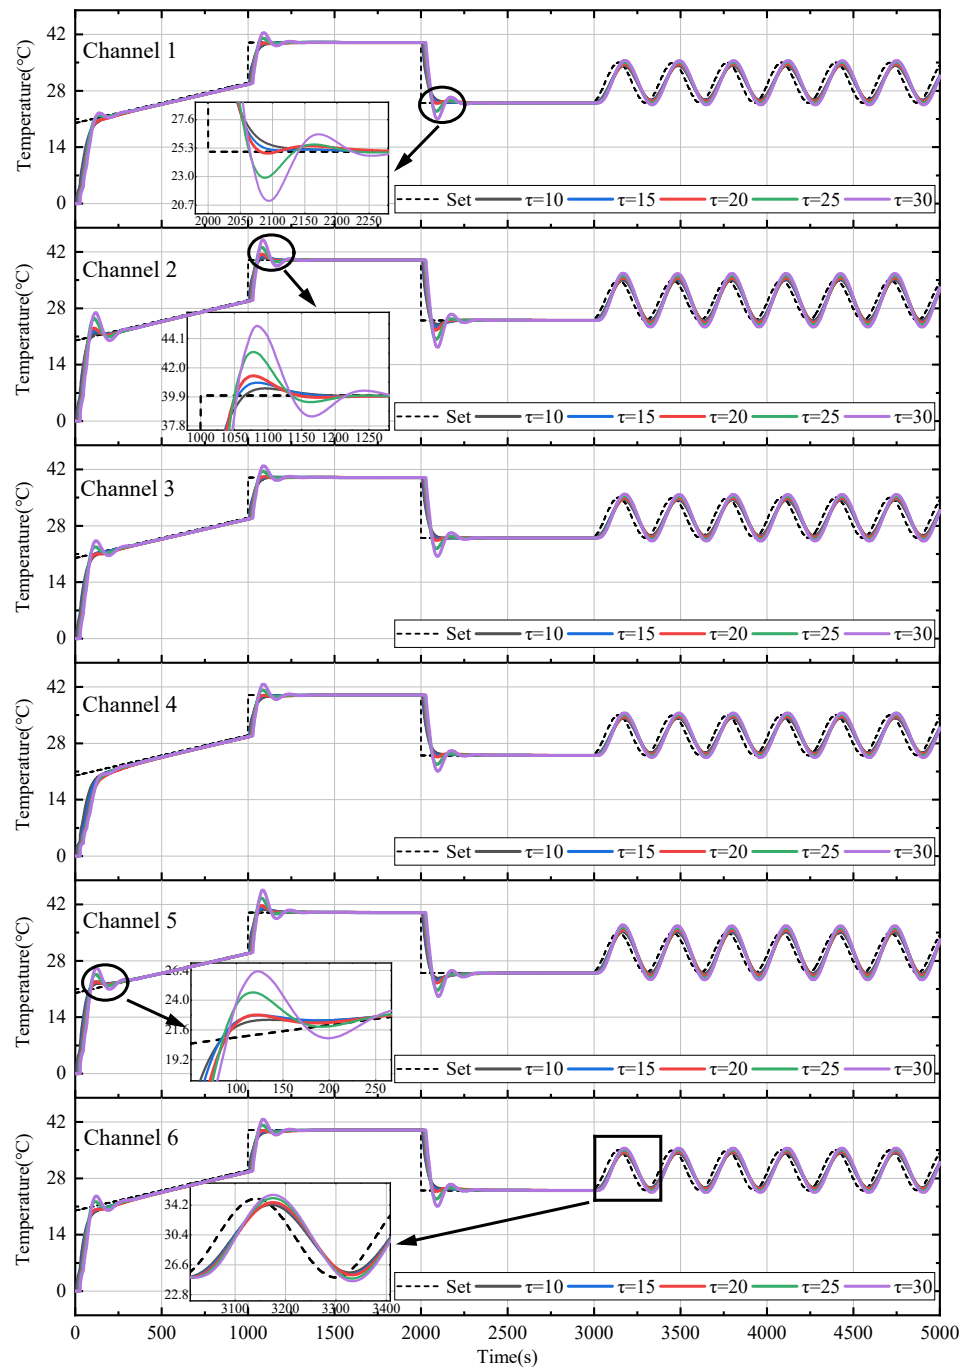 Channel 1
Temperature(°C)
42
28
14
0
27.6
25.3
23.0
20.7
2000 2050 2100 2150 2200 2250
Set τ=10 τ=15 τ=20 τ=25 τ=30
Channel 2
Temperature(°C)
42
28
14
0
44.1
42.0
39.9
37.8
1000 1050 1100 1150 1200 1250
Set τ=10 τ=15 τ=20 τ=25 τ=30
Channel 3
Temperature(°C)
42
28
14
0
Set τ=10 τ=15 τ=20 τ=25 τ=30
Channel 4
Temperature(°C)
42
28
14
0
Set τ=10 τ=15 τ=20 τ=25 τ=30
Channel 5
Temperature(°C)
42
28
14
0
26.4
24.0
21.6
19.2
100 150 200 250
Set τ=10 τ=15 τ=20 τ=25 τ=30
Channel 6
Temperature(°C)
42
28
14
0
34.2
30.4
26.6
22.8
3100 3200 3300 3400
Set τ=10 τ=15 τ=20 τ=25 τ=30
0 500 1000 1500 2000 2500 3000 3500 4000 4500 5000
Time(s)